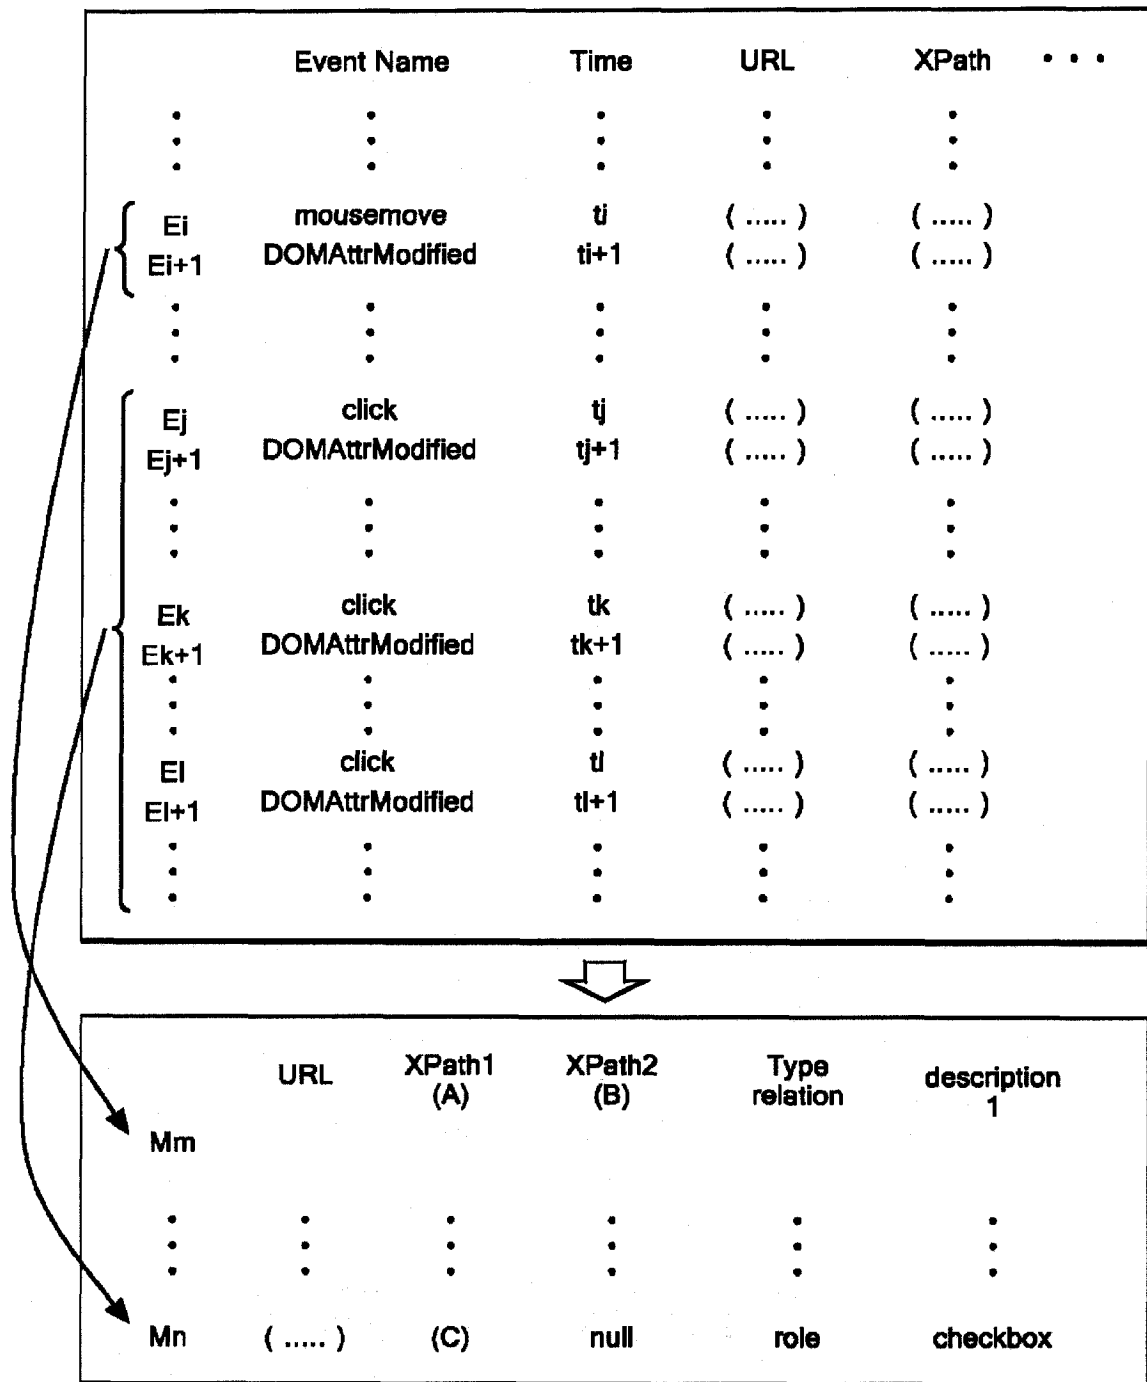 Event Name Time URL XPath . . .
Ei mousemove ti ( ..... ) ( ..... )
Ei+1 DOMAttrModified ti+1 ( ..... ) ( ..... )
Ej click tj ( ..... ) ( ..... )
Ej+1 DOMAttrModified tj+1 ( ..... ) ( ..... )
Ek click tk ( ..... ) ( ..... )
Ek+1 DOMAttrModified tk+1 ( ..... ) ( ..... )
El click tl ( ..... ) ( ..... )
El+1 DOMAttrModified tl+1 ( ..... ) ( ..... )
URL XPath1 (A) XPath2 (B) Type relation description 1
Mm
Mn ( ..... ) (C) null role checkbox